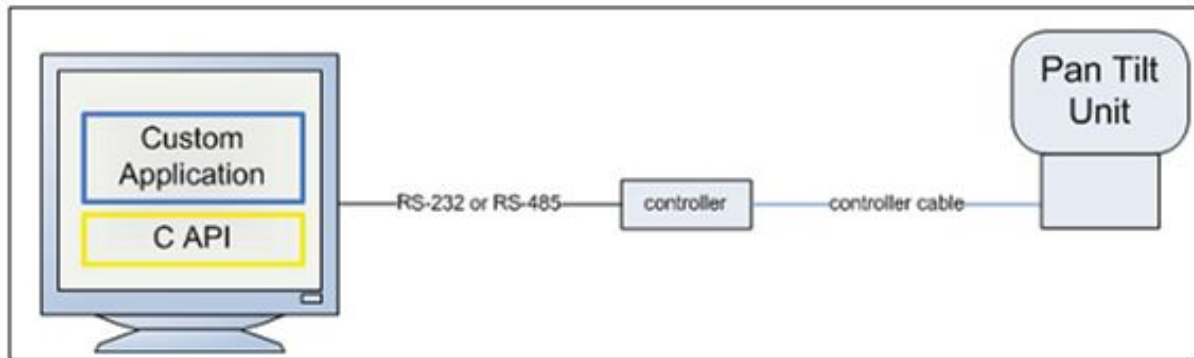 Custom
Application
C API
RS-232 or RS-485
controller
controller cable
Pan Tilt
Unit